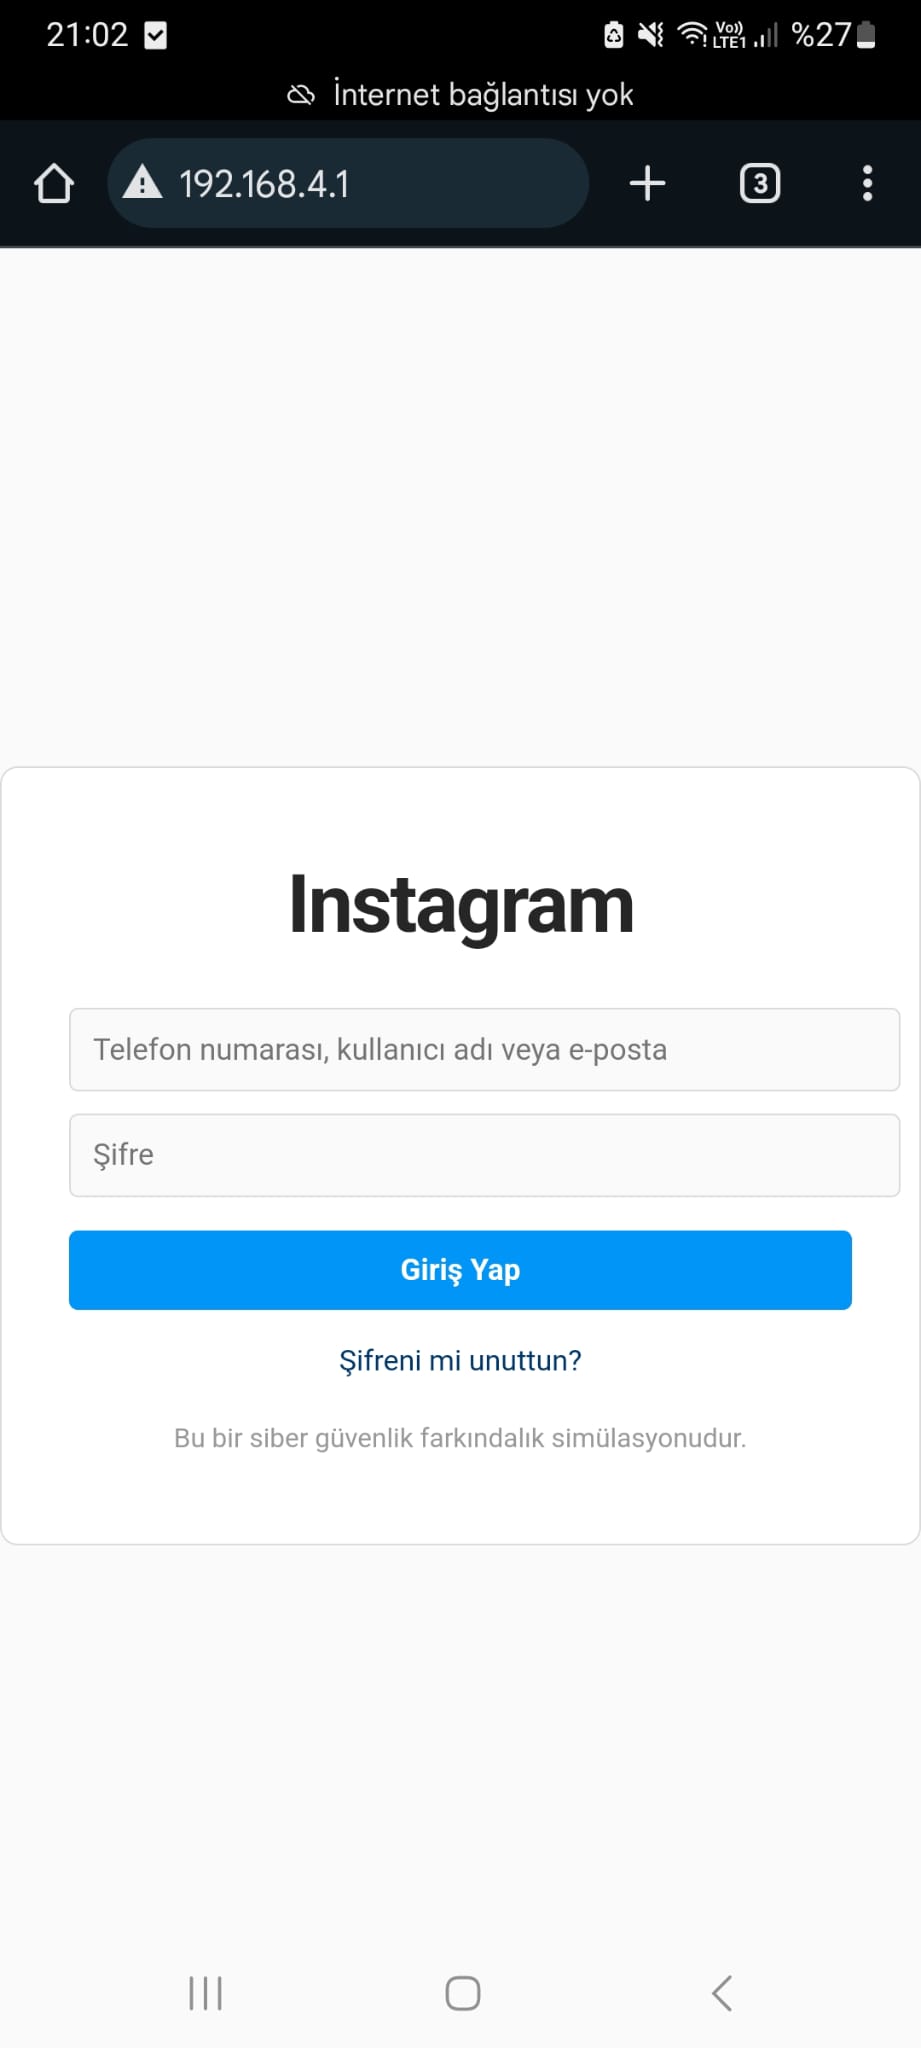 21:02
Vo))
LTE1
%27
İnternet bağlantısı yok
192.168.4.1
3
Instagram
Telefon numarası, kullanıcı adı veya e-posta
Şifre
Giriş Yap
Şifreni mi unuttun?
Bu bir siber güvenlik farkındalık simülasyonudur.